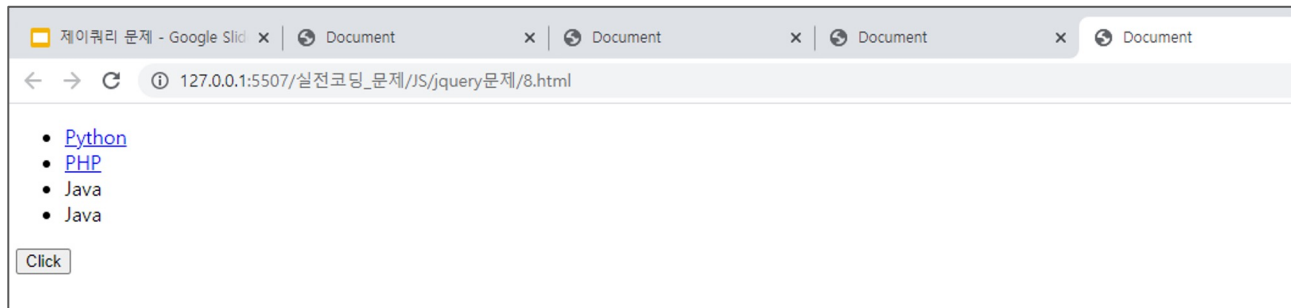 제이쿼리 문제 - Google Slid
Document
Document
Document
Document
127.0.0.1:5507/실전코딩_문제/JS/jquery문제/8.html
Python
PHP
Java
Java
Click